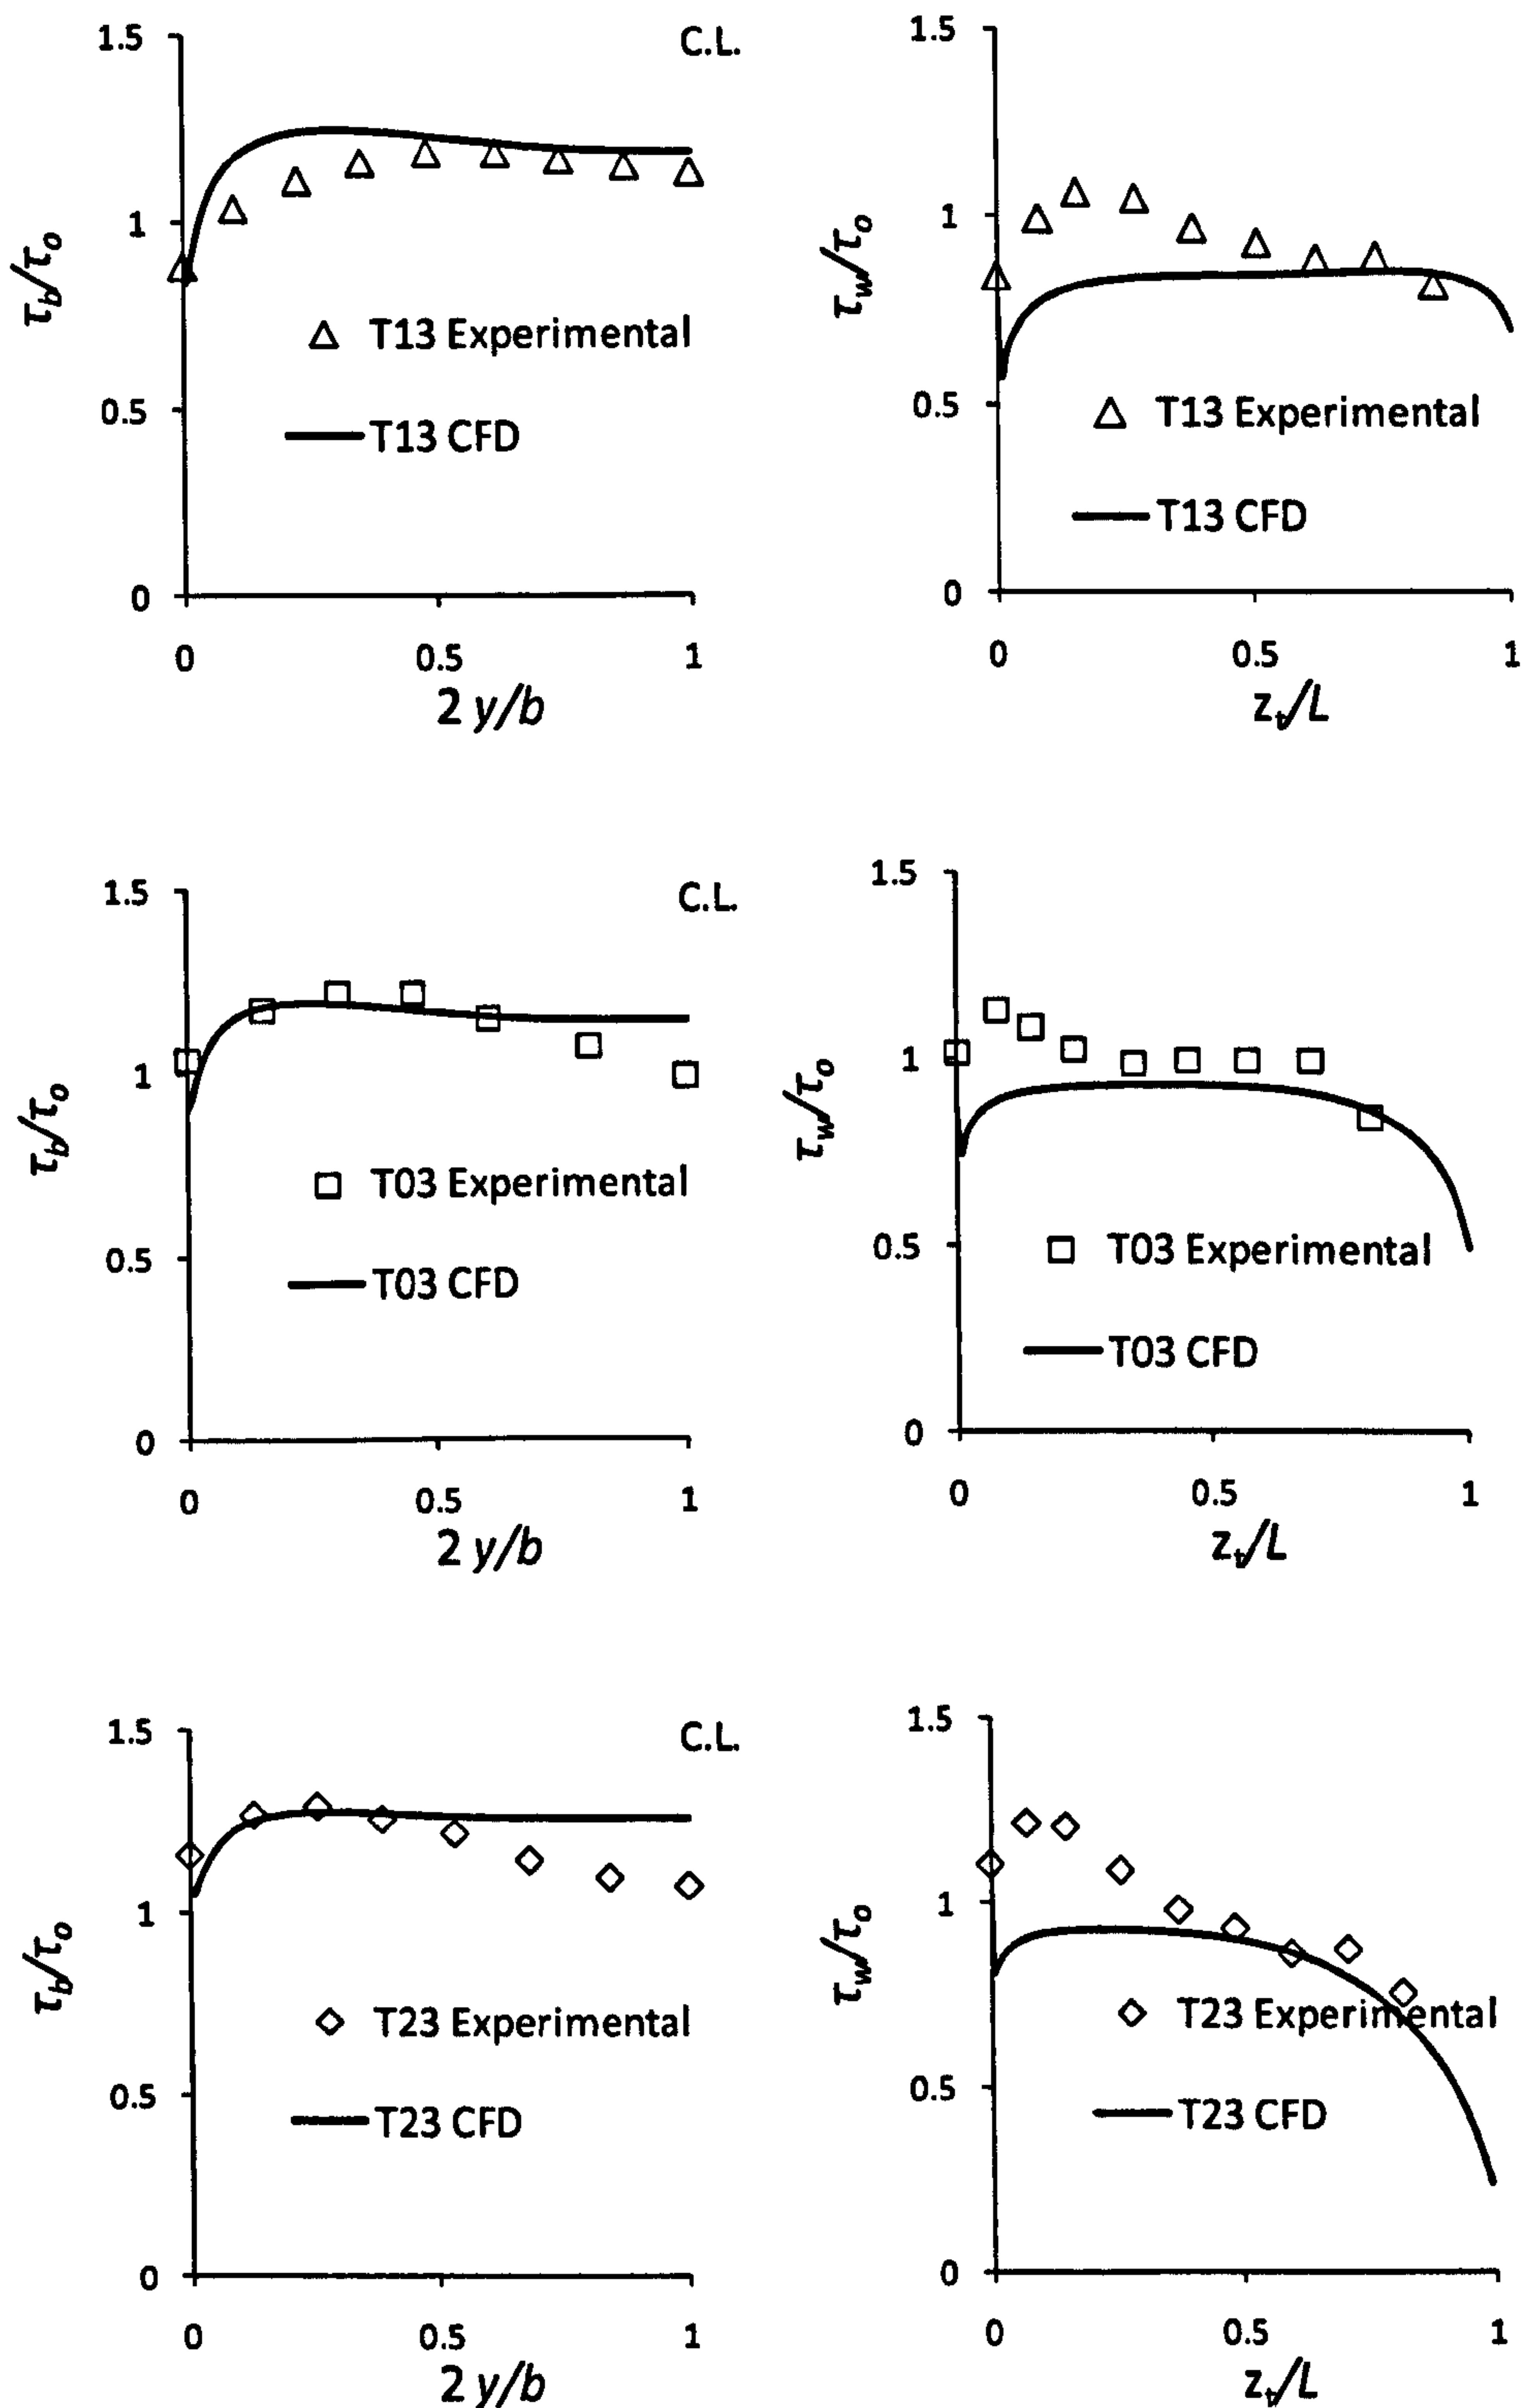 1.5
C.L.
1
0.5
0
τb/τo
△ T13 Experimental
T13 CFD
0 0.5 1
2 y/b
1.5
1
0.5
0
τw/τo
△ T13 Experimental
T13 CFD
0 0.5 1
z₊/L
1.5
C.L.
1
0.5
0
τb/τo
□ T03 Experimental
T03 CFD
0 0.5 1
2 y/b
1.5
1
0.5
0
τw/τo
□ T03 Experimental
T03 CFD
0 0.5 1
z₊/L
1.5
C.L.
1
0.5
0
τb/τo
◇ T23 Experimental
T23 CFD
0 0.5 1
2 y/b
1.5
1
0.5
0
τw/τo
◇ T23 Experimental
T23 CFD
0 0.5 1
z₊/L